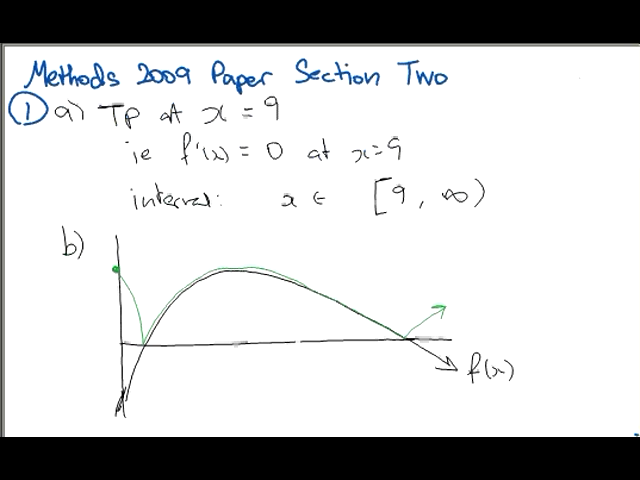 Methods 2009 Paper Section Two
① a) TP at x = 9
ie f'(x) = 0 at x=9
interval: x ∈ [9, ∞)
b)
f(x)